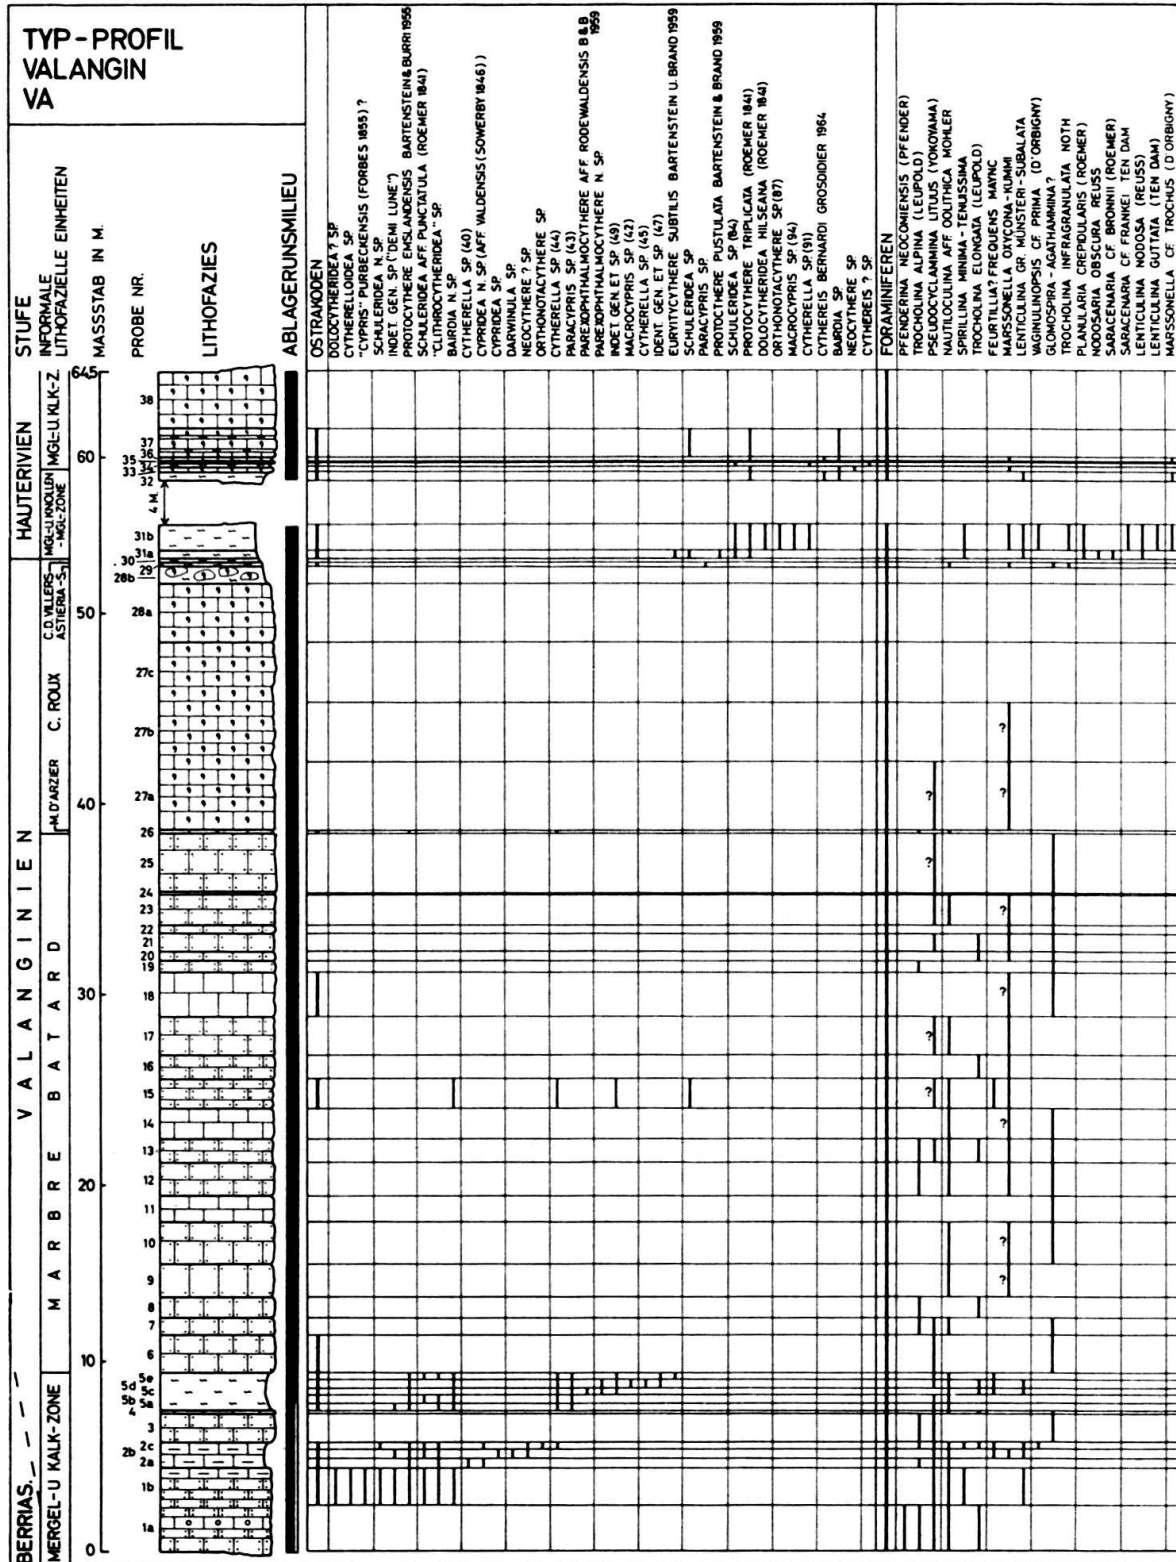 TYP-PROFIL
VALANGIN
VA
STUFE
INFORMALE
LITHOFAZIELLE EINHEITEN
MASSSTAB IN M.
PROBE NR.
LITHOFAZIES
ABLAGERUNSMILIEU
OSTRAKODEN
DOLOCYTHERIDEA ? SP.
CYTHERELLOIDEA SP.
"CYPRIS" PURBECKENSIS (FORBES 1855) ?
SCHULERIDEA N. SP.
INDET GEN. SP ("DEMI LUNE")
PROTOCYTHERE EMSLANDENSIS BARTENSTEIN & BURRI 1955
SCHULERIDEA AFF. PUNCTATULA (ROEMER 1841)
"CLITHROCYTHERIDEA" SP.
BAIRDIA N. SP.
CYTHERELLA SP. (40)
CYPRIDEA N. SP (AFF. VALDENSIS (SOWERBY 1846))
CYPRIDEA SP.
DARWINULA SP.
NEOCYTHERE ? SP.
ORTHONOTACYTHERE SP.
CYTHERELLA SP (44)
PARACYPRIS SP (43)
PAREXOPHTHALMOCYTHERE AFF. RODEWALDENSIS B & B 1959
PAREXOPHTHALMOCYTHERE N. SP.
INDET GEN. ET SP (49)
MACROCYPRIS SP (42)
CYTHERELLA SP (45)
IDENT. GEN. ET SP (47)
EURYITYCYTHERE SUBTILIS BARTENSTEIN U. BRAND 1959
SCHULERIDEA SP.
PARACYPRIS SP.
PROTOCTHERE PUSTULATA BARTENSTEIN & BRAND 1959
SCHULERIDEA SP (84)
PROTOCYTHERE TRIPLICATA (ROEMER 1841)
DOLOCYTHERIDEA HILSEANA (ROEMER 1841)
ORTHONOTACYTHERE SP (87)
MACROCYPRIS SP (94)
CYTHERELLA SP. (91)
CYTHEREIS BERNARDI GROSDIDIER 1964
BAIRDIA SP.
NEOCYTHERE SP.
CYTHEREIS ? SP.
FORAMINIFEREN
PFENDERINA NEOCOMIENSIS (PFENDER)
TROCHOLINA ALPINA (LEUPOLD)
PSEUDOCYCLAMMINA LITUUS (YOKOYAMA)
NAUTILOCULINA AFF. OOLITHICA MOHLER
SPIRILLINA MINIMA-TENUISSIMA
TROCHOLINA ELONGATA (LEUPOLD)
FEURTILLIA? FREQUENS MAYNC
MARSSONELLA OXYCONA-KUMMI
LENTICULINA GR. MÜNSTERI-SUBALATA
VAGINULINOPSIS CF. PRIMA (D'ORBIGNY)
GLOMOSPIRA-AGATHAMMINA ?
TROCHOLINA INFRAGRANULATA NOTH
PLANULARIA CREPIDULARIS (ROEMER)
NODOSARIA OBSCURA REUSS
SARACENARIA CF. BRONNII (ROEMER)
SARACENARIA CF. FRANKEI TEN DAM
LENTICULINA NODOSA (REUSS)
LENTICULINA GUTTATA (TEN DAM)
MARSSONELLA CF. TROCHUS (D'ORBIGNY)
HAUTERIVIEN
VALANGINIEN
BERRIAS.
MGL-U. KLK-Z.
MGL-U. KNOLLEN
-MGL-ZONE
C.D. VILLERS
ASTIERIA-S.
C. ROUX
M. D'ARZIER
MARBRE BATARD
MERGEL-U KALK-ZONE
645
60
50
40
30
20
10
0
4 M.
38
37
36
35
34
33
32
31b
31a
30
29
28b
28a
27c
27b
27a
26
25
24
23
22
21
20
19
18
17
16
15
14
13
12
11
10
9
8
7
6
5e
5d
5c
5b
5a
4
3
2c
2b
2a
1b
1a
?
?
?
?
?
?
?
?
?
?
?